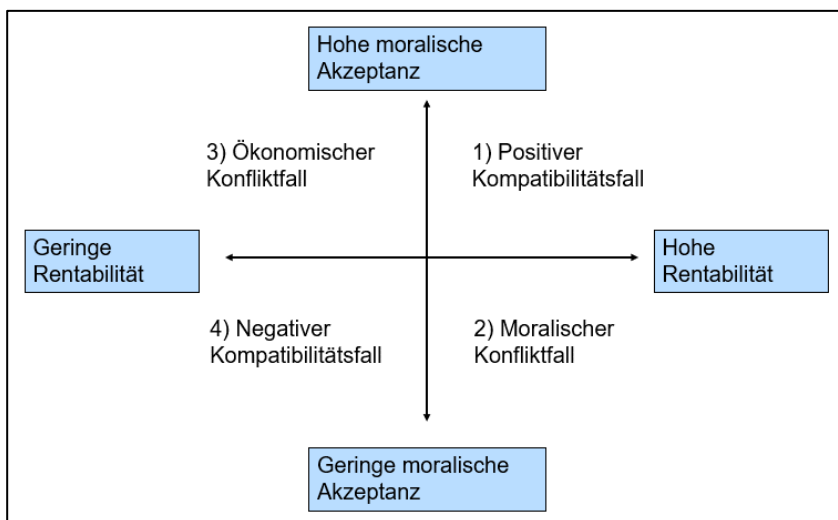 Hohe moralische
Akzeptanz
3) Ökonomischer
Konfliktfall
1) Positiver
Kompatibilitätsfall
Geringe
Rentabilität
Hohe
Rentabilität
4) Negativer
Kompatibilitätsfall
2) Moralischer
Konfliktfall
Geringe moralische
Akzeptanz